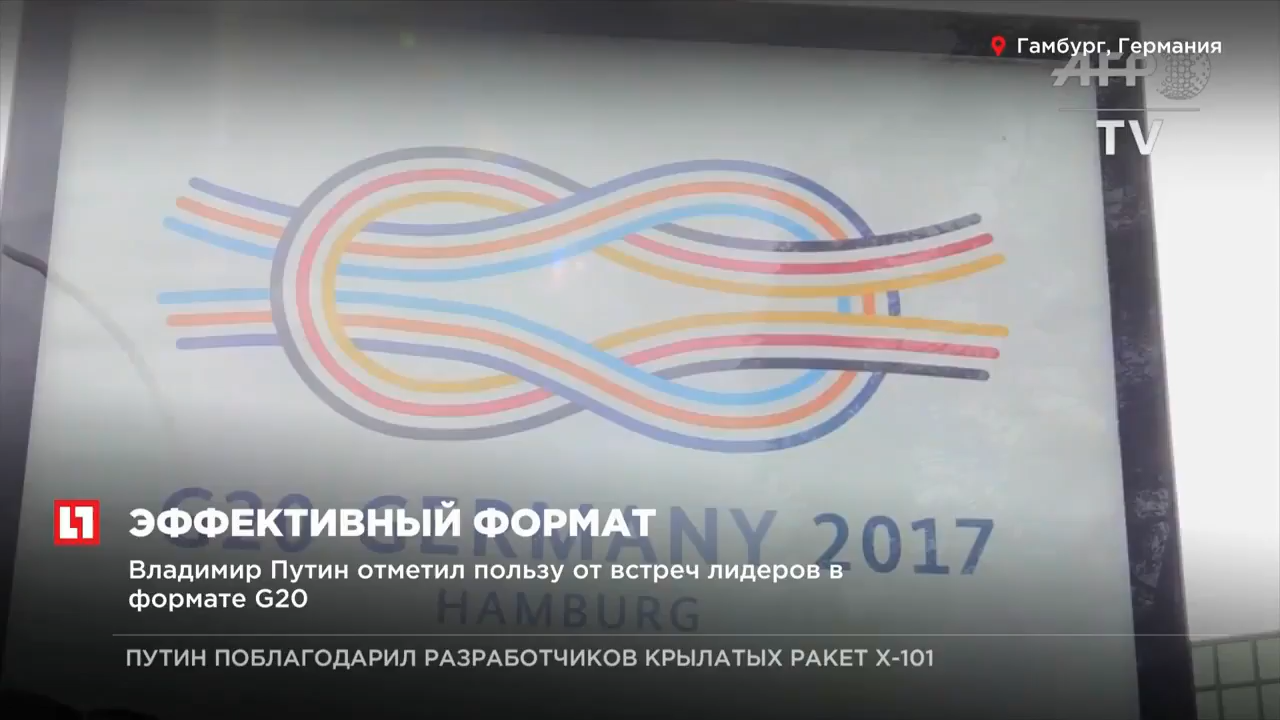 Гамбург, Германия
AFP
TV
G20 GERMANY 2017
HAMBURG
L1
ЭФФЕКТИВНЫЙ ФОРМАТ
Владимир Путин отметил пользу от встреч лидеров в
формате G20
ПУТИН ПОБЛАГОДАРИЛ РАЗРАБОТЧИКОВ КРЫЛАТЫХ РАКЕТ Х-101